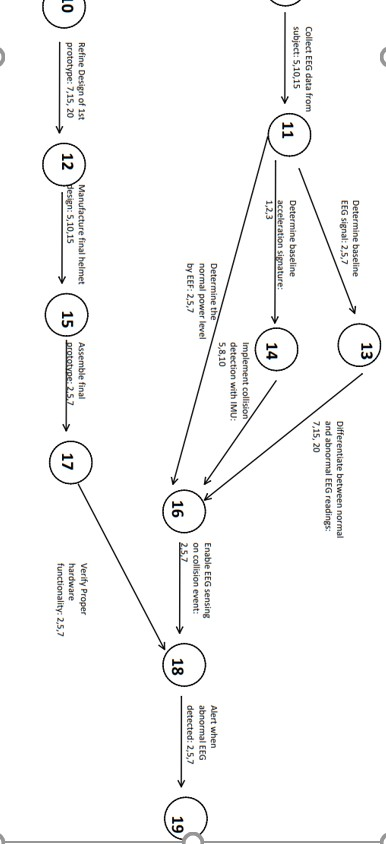 Collect EEG data from
subject: 5,10,15
11
Determine baseline
EEG signal: 2,5,7
13
Differentiate between normal
and abnormal EEG readings:
7,15, 20
Determine baseline
acceleration signature:
1,2,3
14
Implement collision
detection with IMU:
5,8,10
Determine the
normal power level
by EEF: 2,5,7
16
Enable EEG sensing
on collision event:
2,5,7
18
Alert when
abnormal EEG
detected: 2,5,7
19
10
Refine Design of 1st
prototype: 7,15, 20
12
Manufacture final helmet
design: 5,10,15
15
Assemble final
prototype: 2,5,7
17
Verify Proper
hardware
functionality: 2,5,7